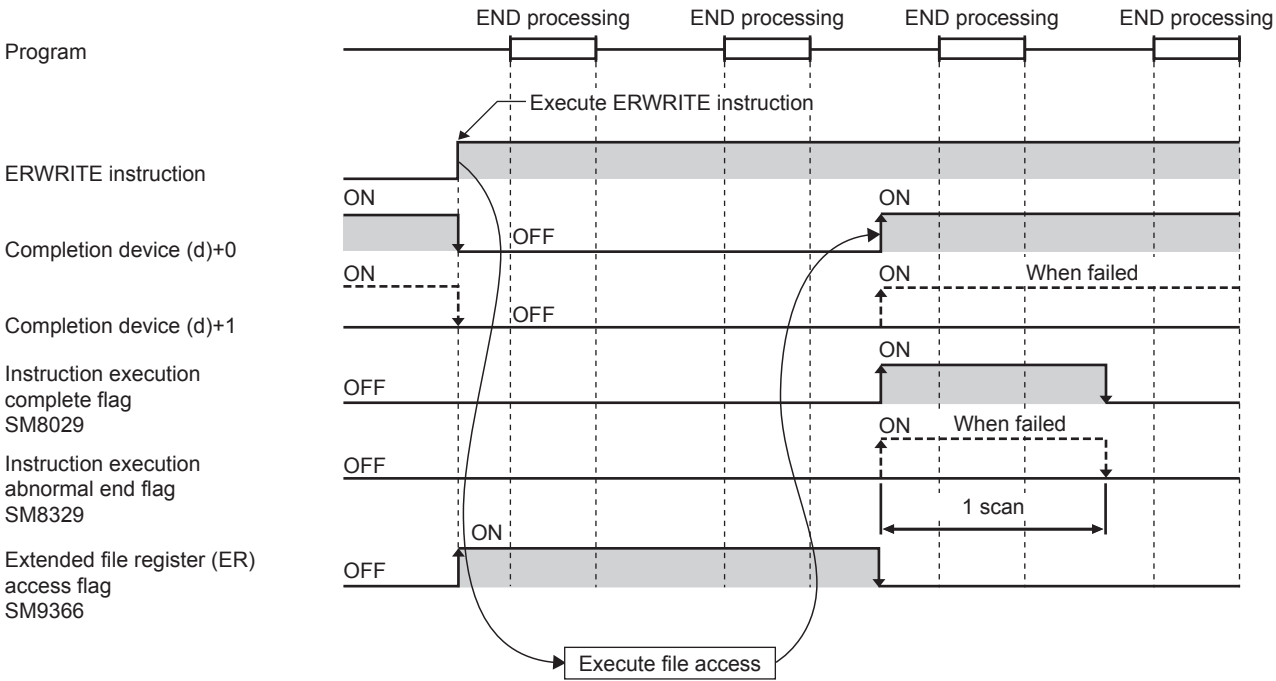 END processing END processing END processing END processing
Program
Execute ERWRITE instruction
ERWRITE instruction
ON ON
Completion device (d)+0
OFF
ON ON When failed
Completion device (d)+1
OFF
ON
Instruction execution
complete flag
SM8029
OFF
ON When failed
Instruction execution
abnormal end flag
SM8329
OFF
1 scan
ON
Extended file register (ER)
access flag
SM9366
OFF
Execute file access